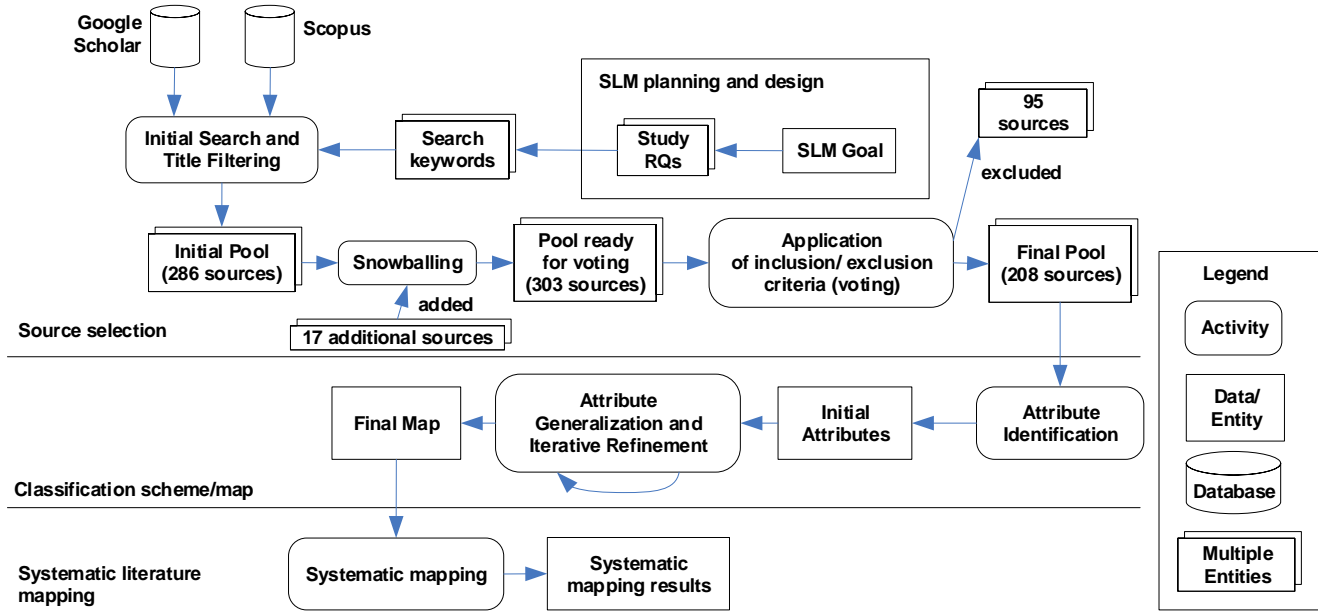 Google
Scholar
Scopus
SLM planning and design
95
sources
Initial Search and
Title Filtering
Search
keywords
Study
RQs
SLM Goal
excluded
Initial Pool
(286 sources)
Snowballing
Pool ready
for voting
(303 sources)
Application
of inclusion/ exclusion
criteria (voting)
Final Pool
(208 sources)
added
17 additional sources
Source selection
Final Map
Attribute
Generalization and
Iterative Refinement
Initial
Attributes
Attribute
Identification
Classification scheme/map
Systematic literature
mapping
Systematic mapping
Systematic
mapping results
Legend
Activity
Data/
Entity
Database
Multiple
Entities